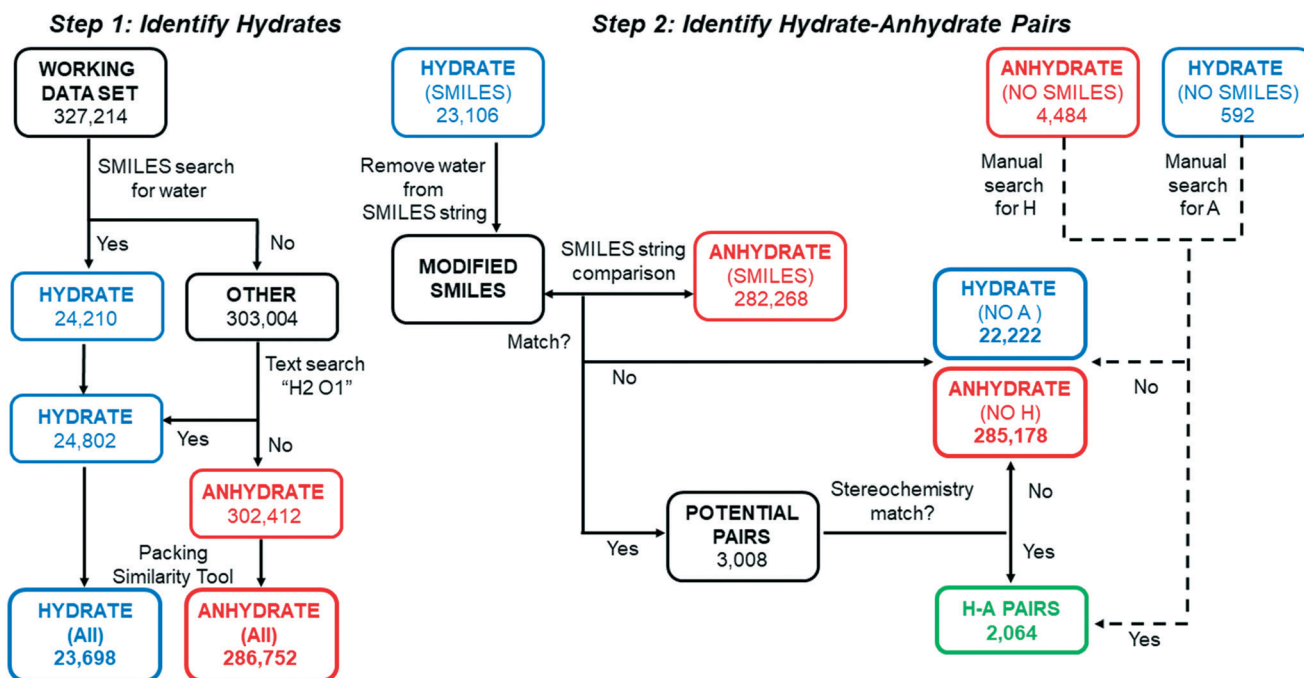 Step 1: Identify Hydrates
WORKING
DATA SET
327,214
SMILES search
for water
Yes
No
HYDRATE
24,210
OTHER
303,004
Text search
“H2 O1”
HYDRATE
24,802
Yes
No
ANHYDRATE
302,412
Packing
Similarity Tool
HYDRATE
(All)
23,698
ANHYDRATE
(All)
286,752
Step 2: Identify Hydrate-Anhydrate Pairs
HYDRATE
(SMILES)
23,106
Remove water
from
SMILES string
MODIFIED
SMILES
SMILES string
comparison
ANHYDRATE
(SMILES)
282,268
Match?
No
Yes
POTENTIAL
PAIRS
3,008
Stereochemistry
match?
No
Yes
ANHYDRATE
(NO SMILES)
4,484
HYDRATE
(NO SMILES)
592
Manual
search
for H
Manual
search
for A
HYDRATE
(NO A )
22,222
ANHYDRATE
(NO H)
285,178
No
H-A PAIRS
2,064
Yes